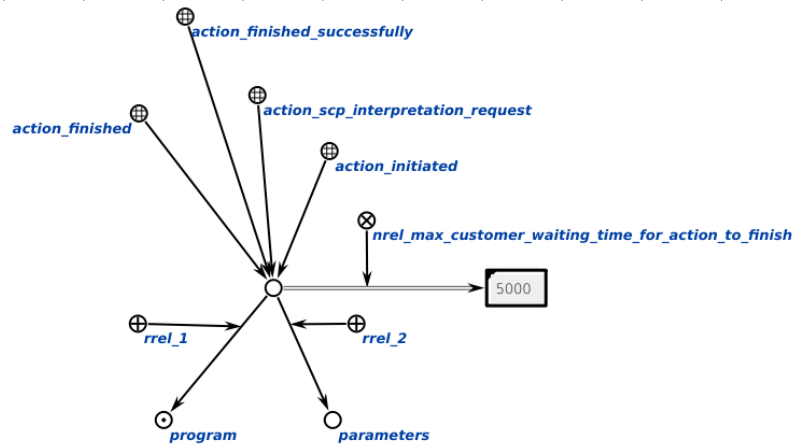 action_finished_successfully
action_scp_interpretation_request
action_finished
action_initiated
nrel_max_customer_waiting_time_for_action_to_finish
5000
rrel_1
rrel_2
program
parameters